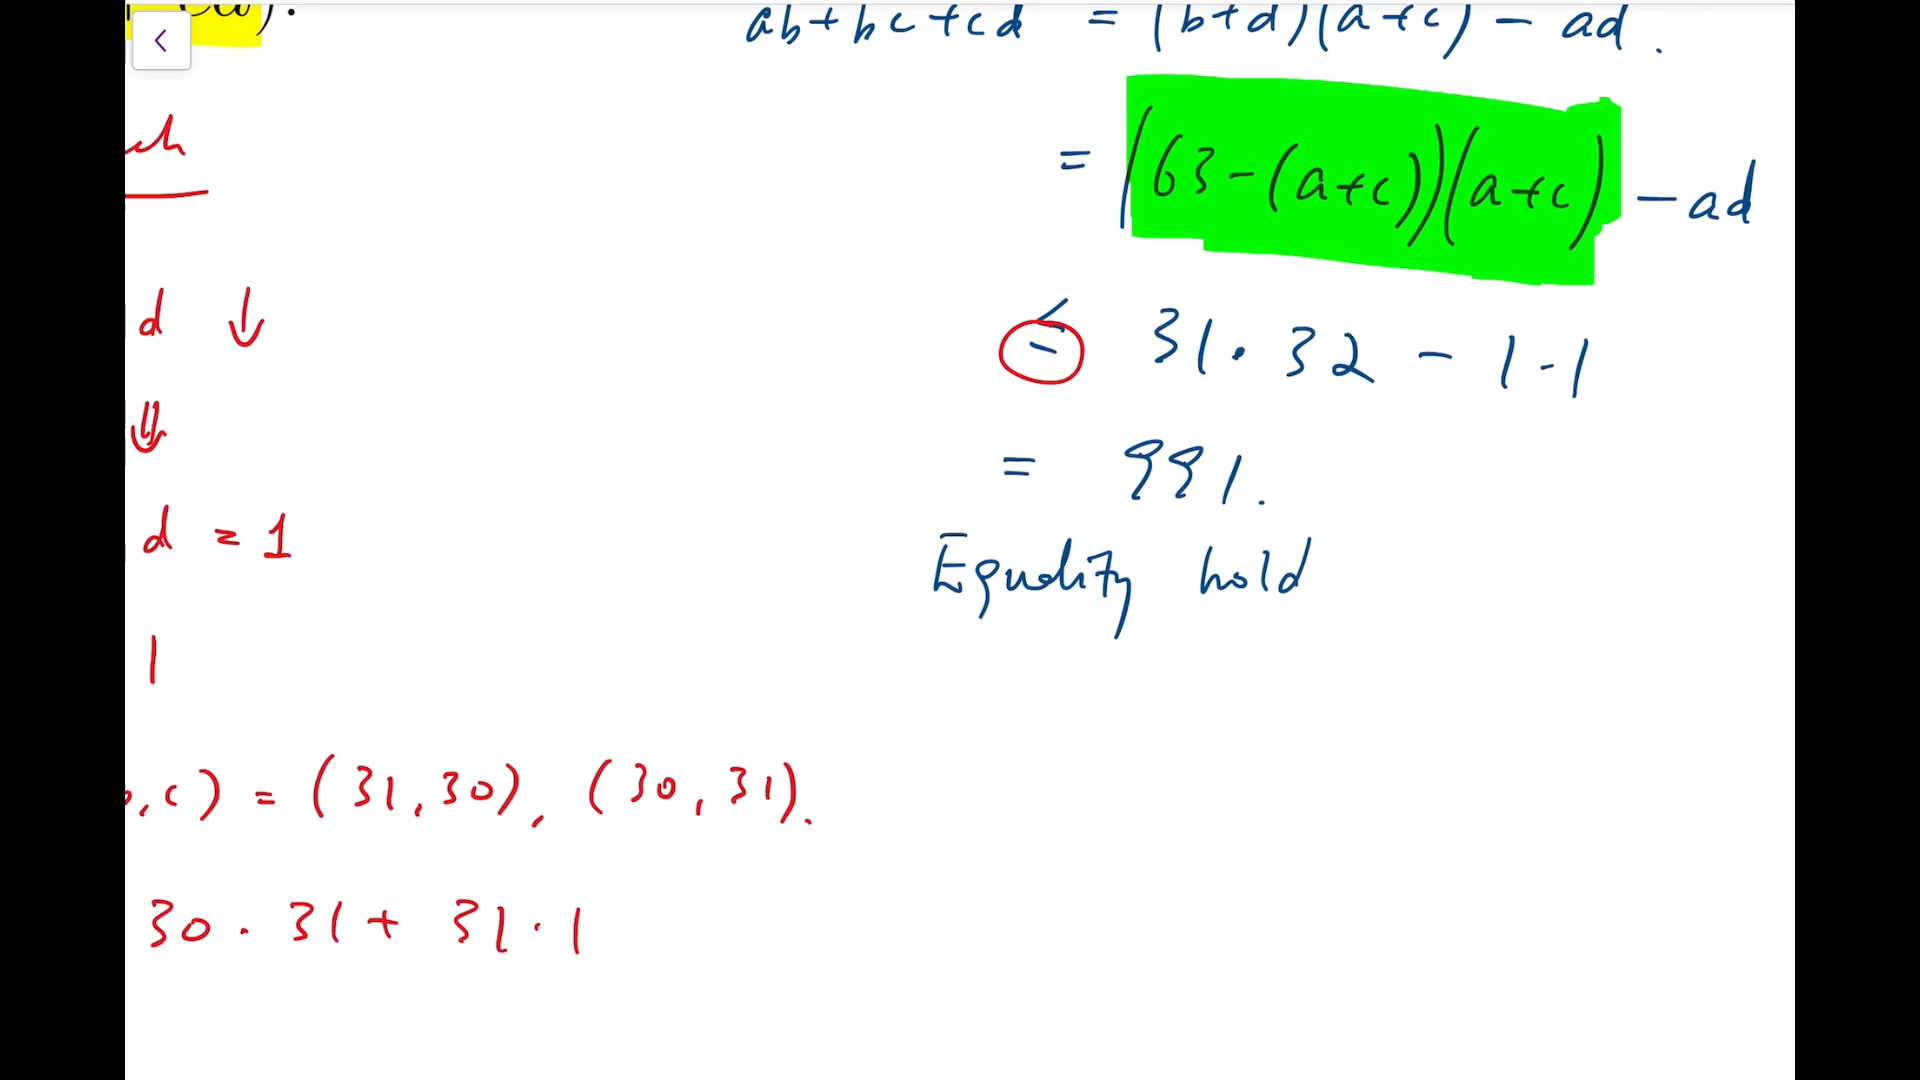 cd).
ab+bc+cd = (b+d)(a+c) - ad.
= (63-(a+c))(a+c) - ad
≤ 31·32 - 1·1
= 991.
Equality hold
d ↓
⇓
d = 1
1
,c) = (31,30), (30,31).
30·31 + 31·1